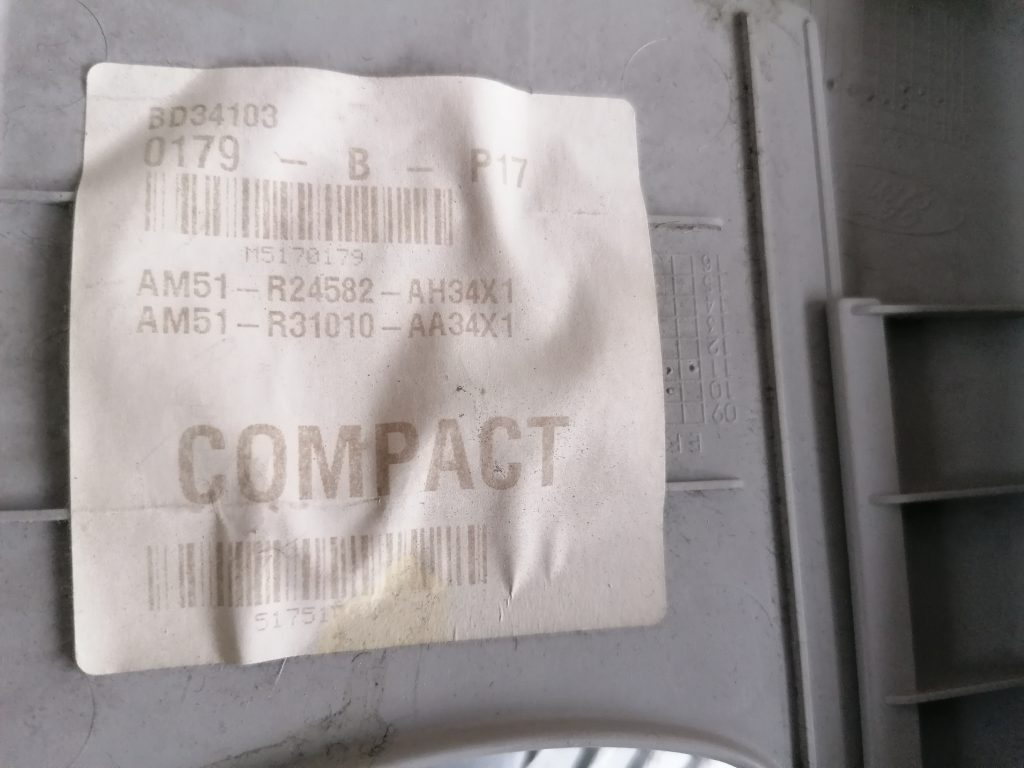 BD34103
0179 - B - P17
M5170179
AM51-R24582-AH34X1
AM51-R31010-AA34X1
COMPACT